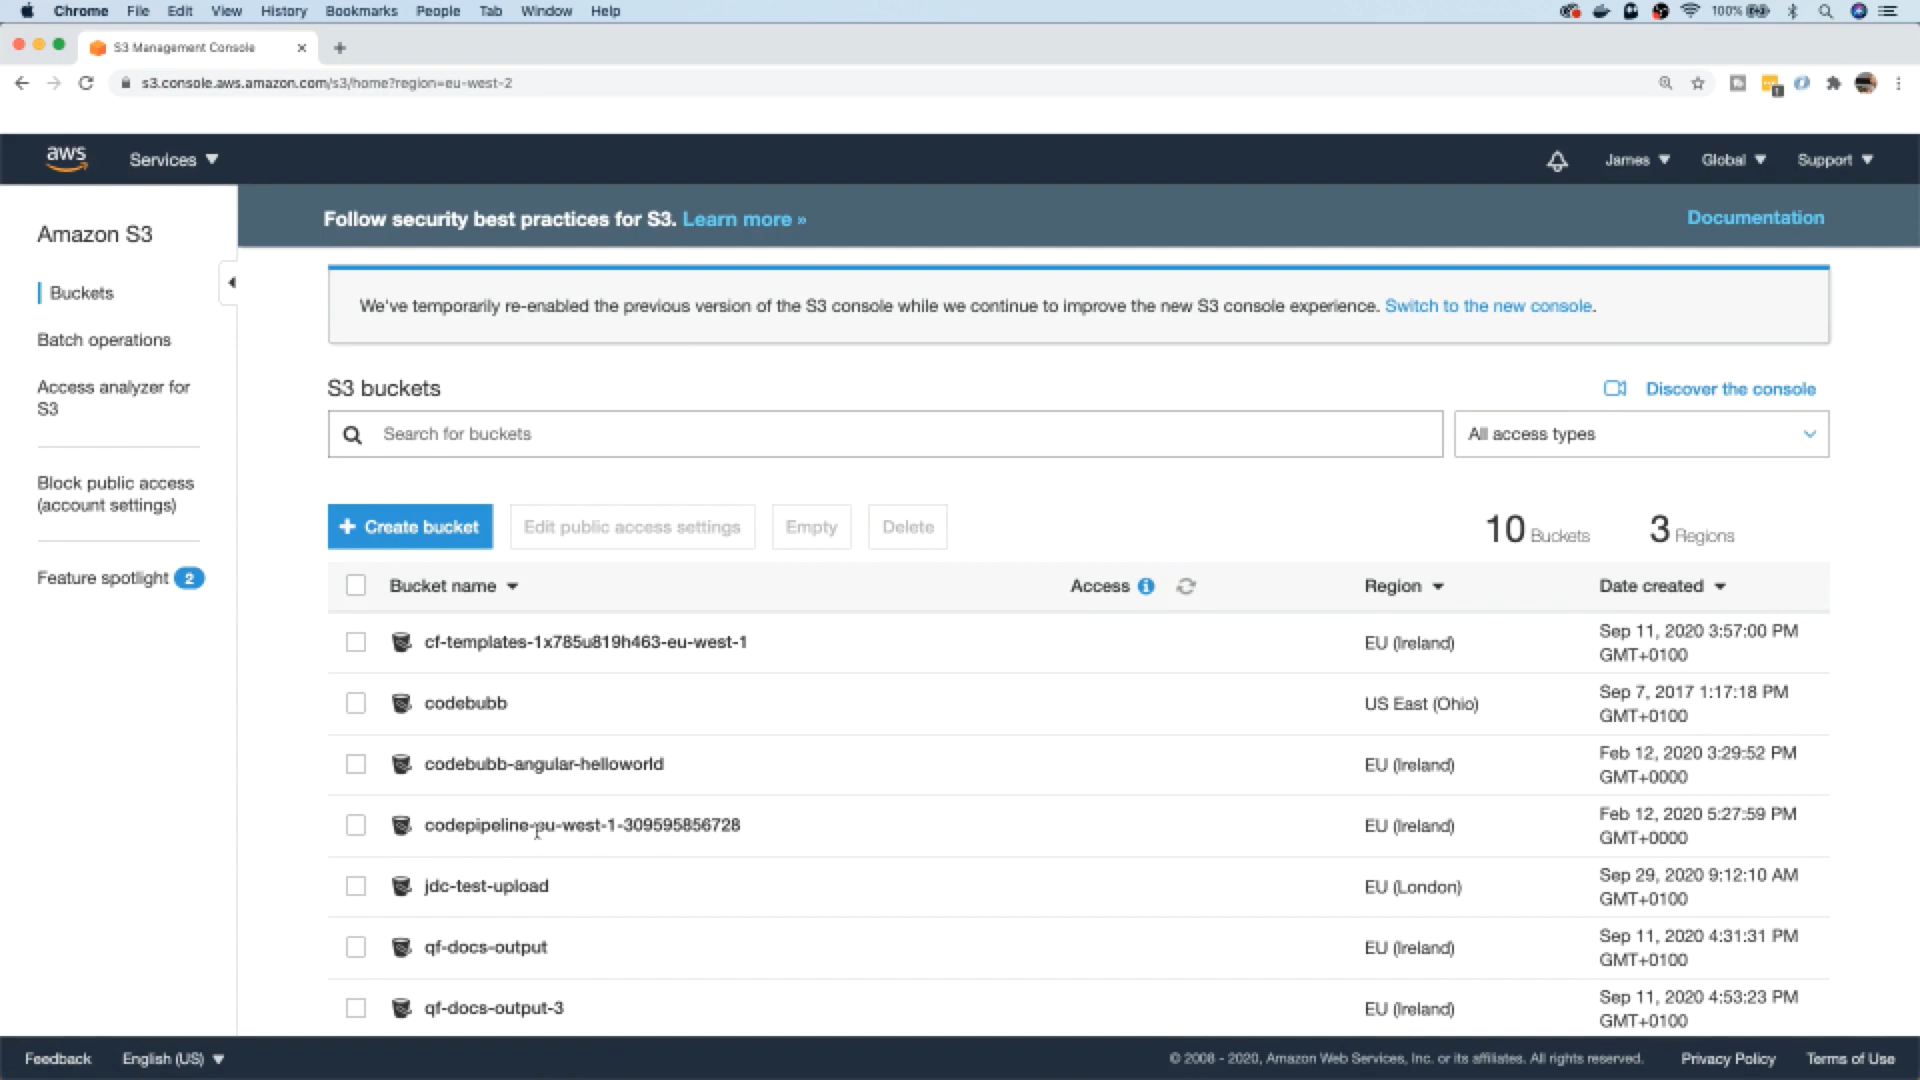 Chrome File Edit View History Bookmarks People Tab Window Help 100%
S3 Management Console
s3.console.aws.amazon.com/s3/home?region=eu-west-2
aws Services James Global Support
Amazon S3
Buckets
Batch operations
Access analyzer for
S3
Block public access
(account settings)
Feature spotlight 2
Follow security best practices for S3. Learn more » Documentation
We've temporarily re-enabled the previous version of the S3 console while we continue to improve the new S3 console experience. Switch to the new console.
S3 buckets Discover the console
Search for buckets All access types
+ Create bucket Edit public access settings Empty Delete 10 Buckets 3 Regions
Bucket name Access Region Date created
cf-templates-1x785u819h463-eu-west-1 EU (Ireland) Sep 11, 2020 3:57:00 PM
GMT+0100
codebubb US East (Ohio) Sep 7, 2017 1:17:18 PM
GMT+0100
codebubb-angular-helloworld EU (Ireland) Feb 12, 2020 3:29:52 PM
GMT+0000
codepipeline-eu-west-1-309595856728 EU (Ireland) Feb 12, 2020 5:27:59 PM
GMT+0000
jdc-test-upload EU (London) Sep 29, 2020 9:12:10 AM
GMT+0100
qf-docs-output EU (Ireland) Sep 11, 2020 4:31:31 PM
GMT+0100
qf-docs-output-3 EU (Ireland) Sep 11, 2020 4:53:23 PM
GMT+0100
Feedback English (US) © 2008 - 2020, Amazon Web Services, Inc. or its affiliates. All rights reserved. Privacy Policy Terms of Use